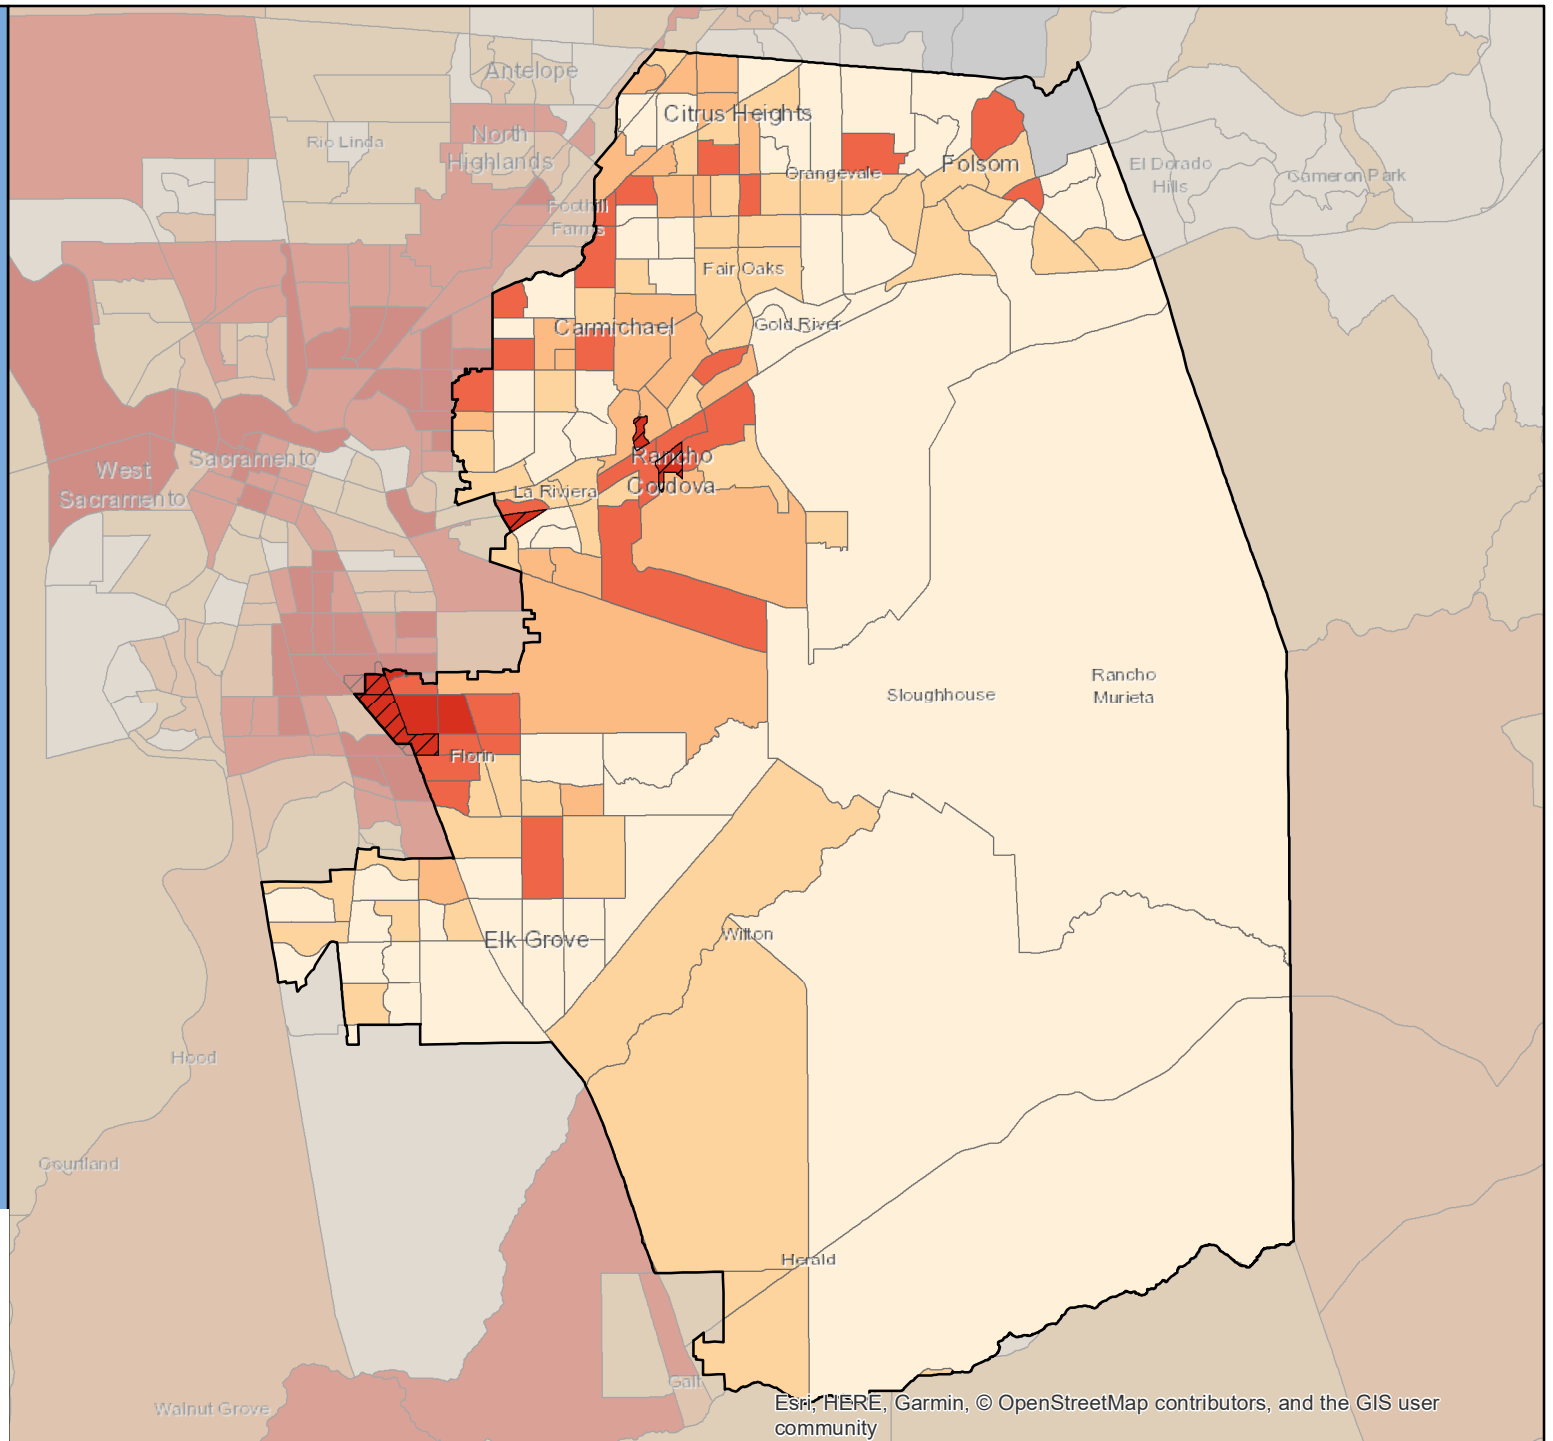 Antelope
Citrus Heights
North
Highlands
Rio Linda
Folsom
El Dorado
Hills
Cameron Park
Orangevale
Foothill
Farms
Fair Oaks
Carmichael
Gold River
West
Sacramento
Sacramento
Rancho
Cordova
La Riviera
Rancho
Murieta
Sloughhouse
Florin
Wilton
Elk Grove
Hood
Courtland
Herald
Galt
Walnut Grove
Esri, HERE, Garmin, © OpenStreetMap contributors, and the GIS user
community